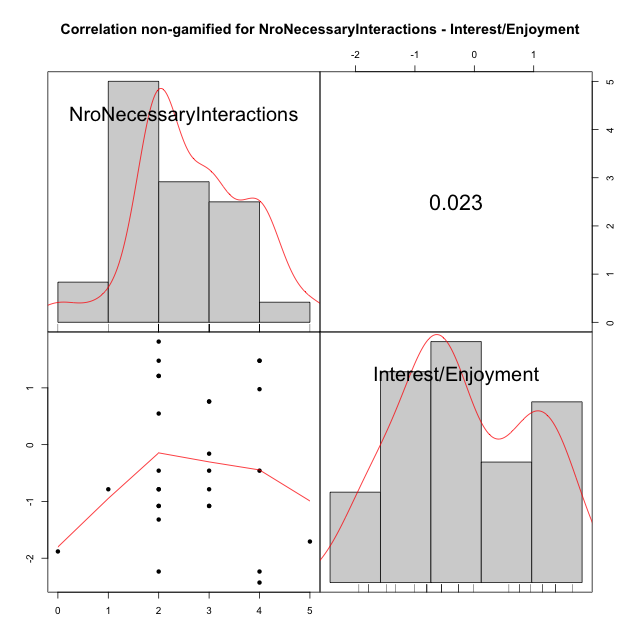 Correlation non-gamified for NroNecessaryInteractions - Interest/Enjoyment
-2 -1 0 1
NroNecessaryInteractions
0.023
5
4
3
2
1
0
Interest/Enjoyment
1
0
-1
-2
0 1 2 3 4 5